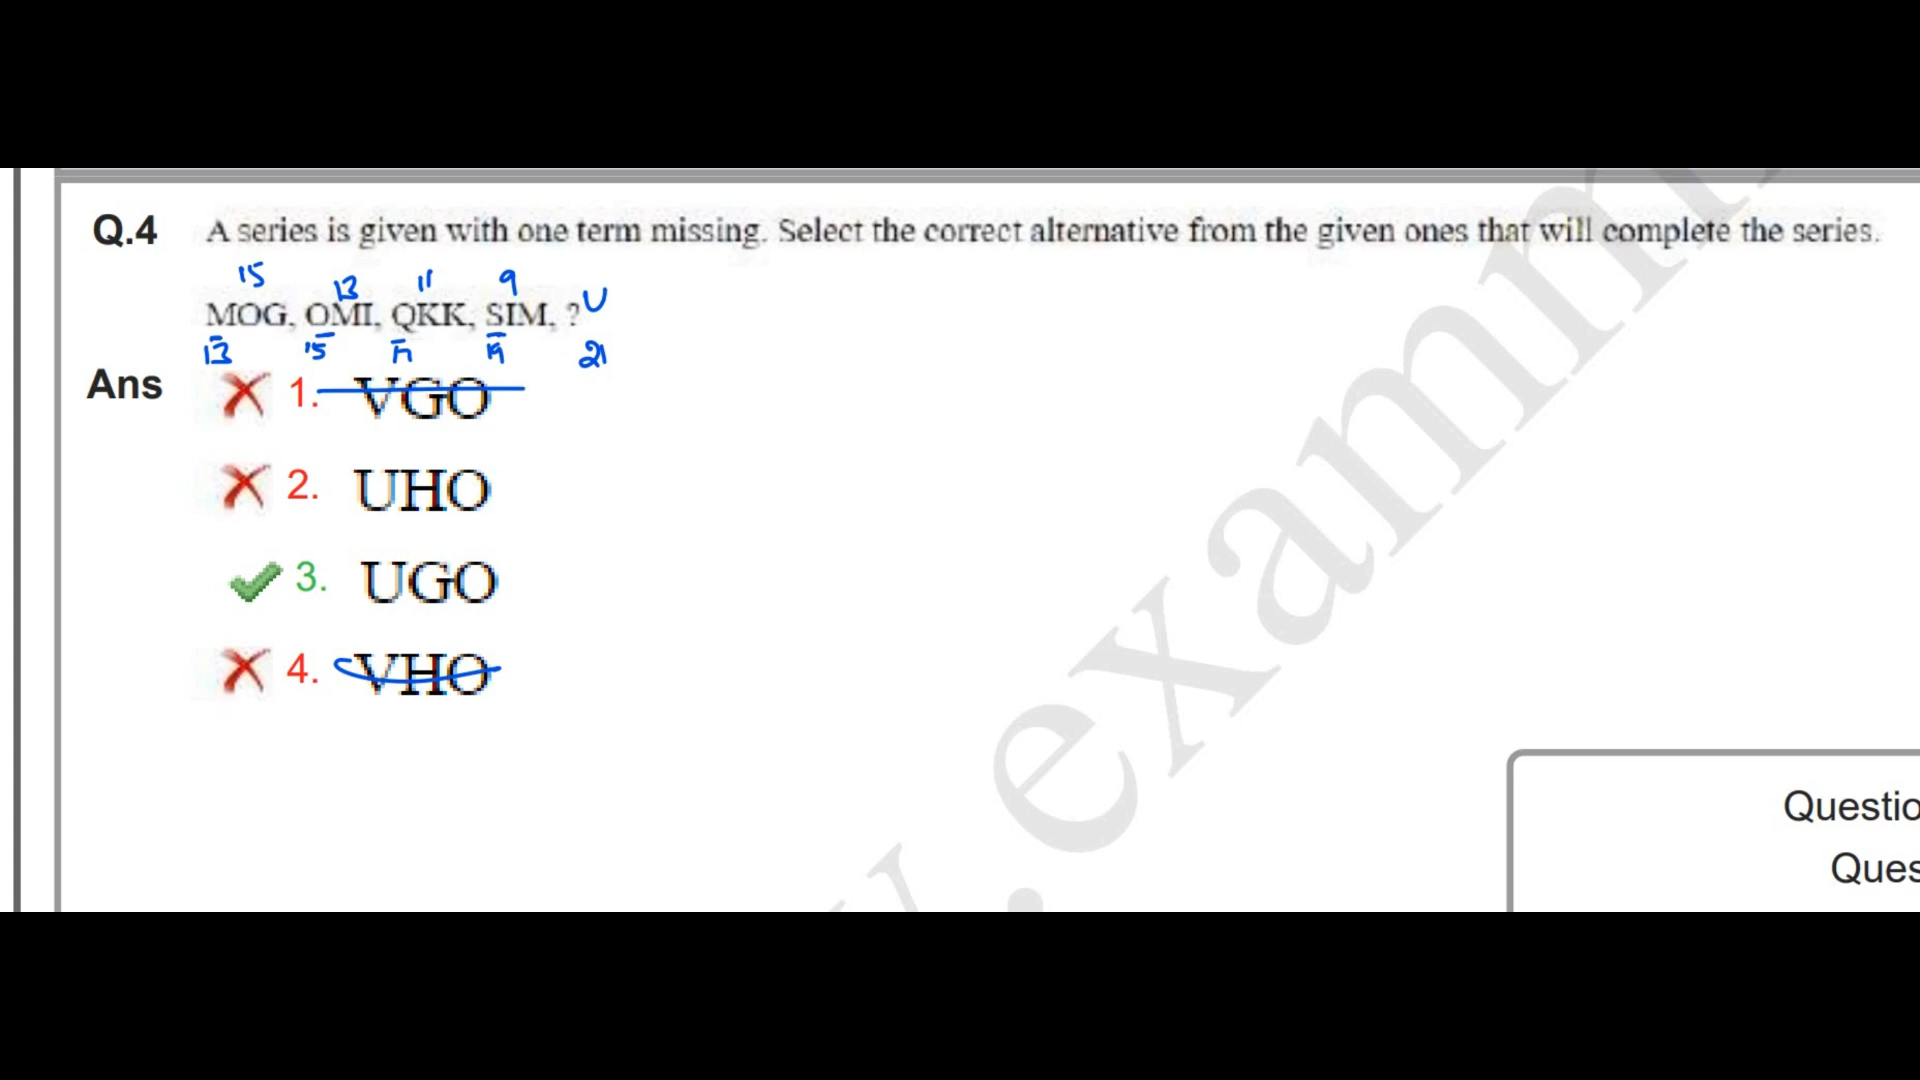 Q.4 A series is given with one term missing. Select the correct alternative from the given ones that will complete the series.
15 13 11 9 U
MOG, OMI, QKK, SIM, ?
13 15 17 19 21
Ans 1. VGO
2. UHO
3. UGO
4. VHO
Questio
Ques
.examm